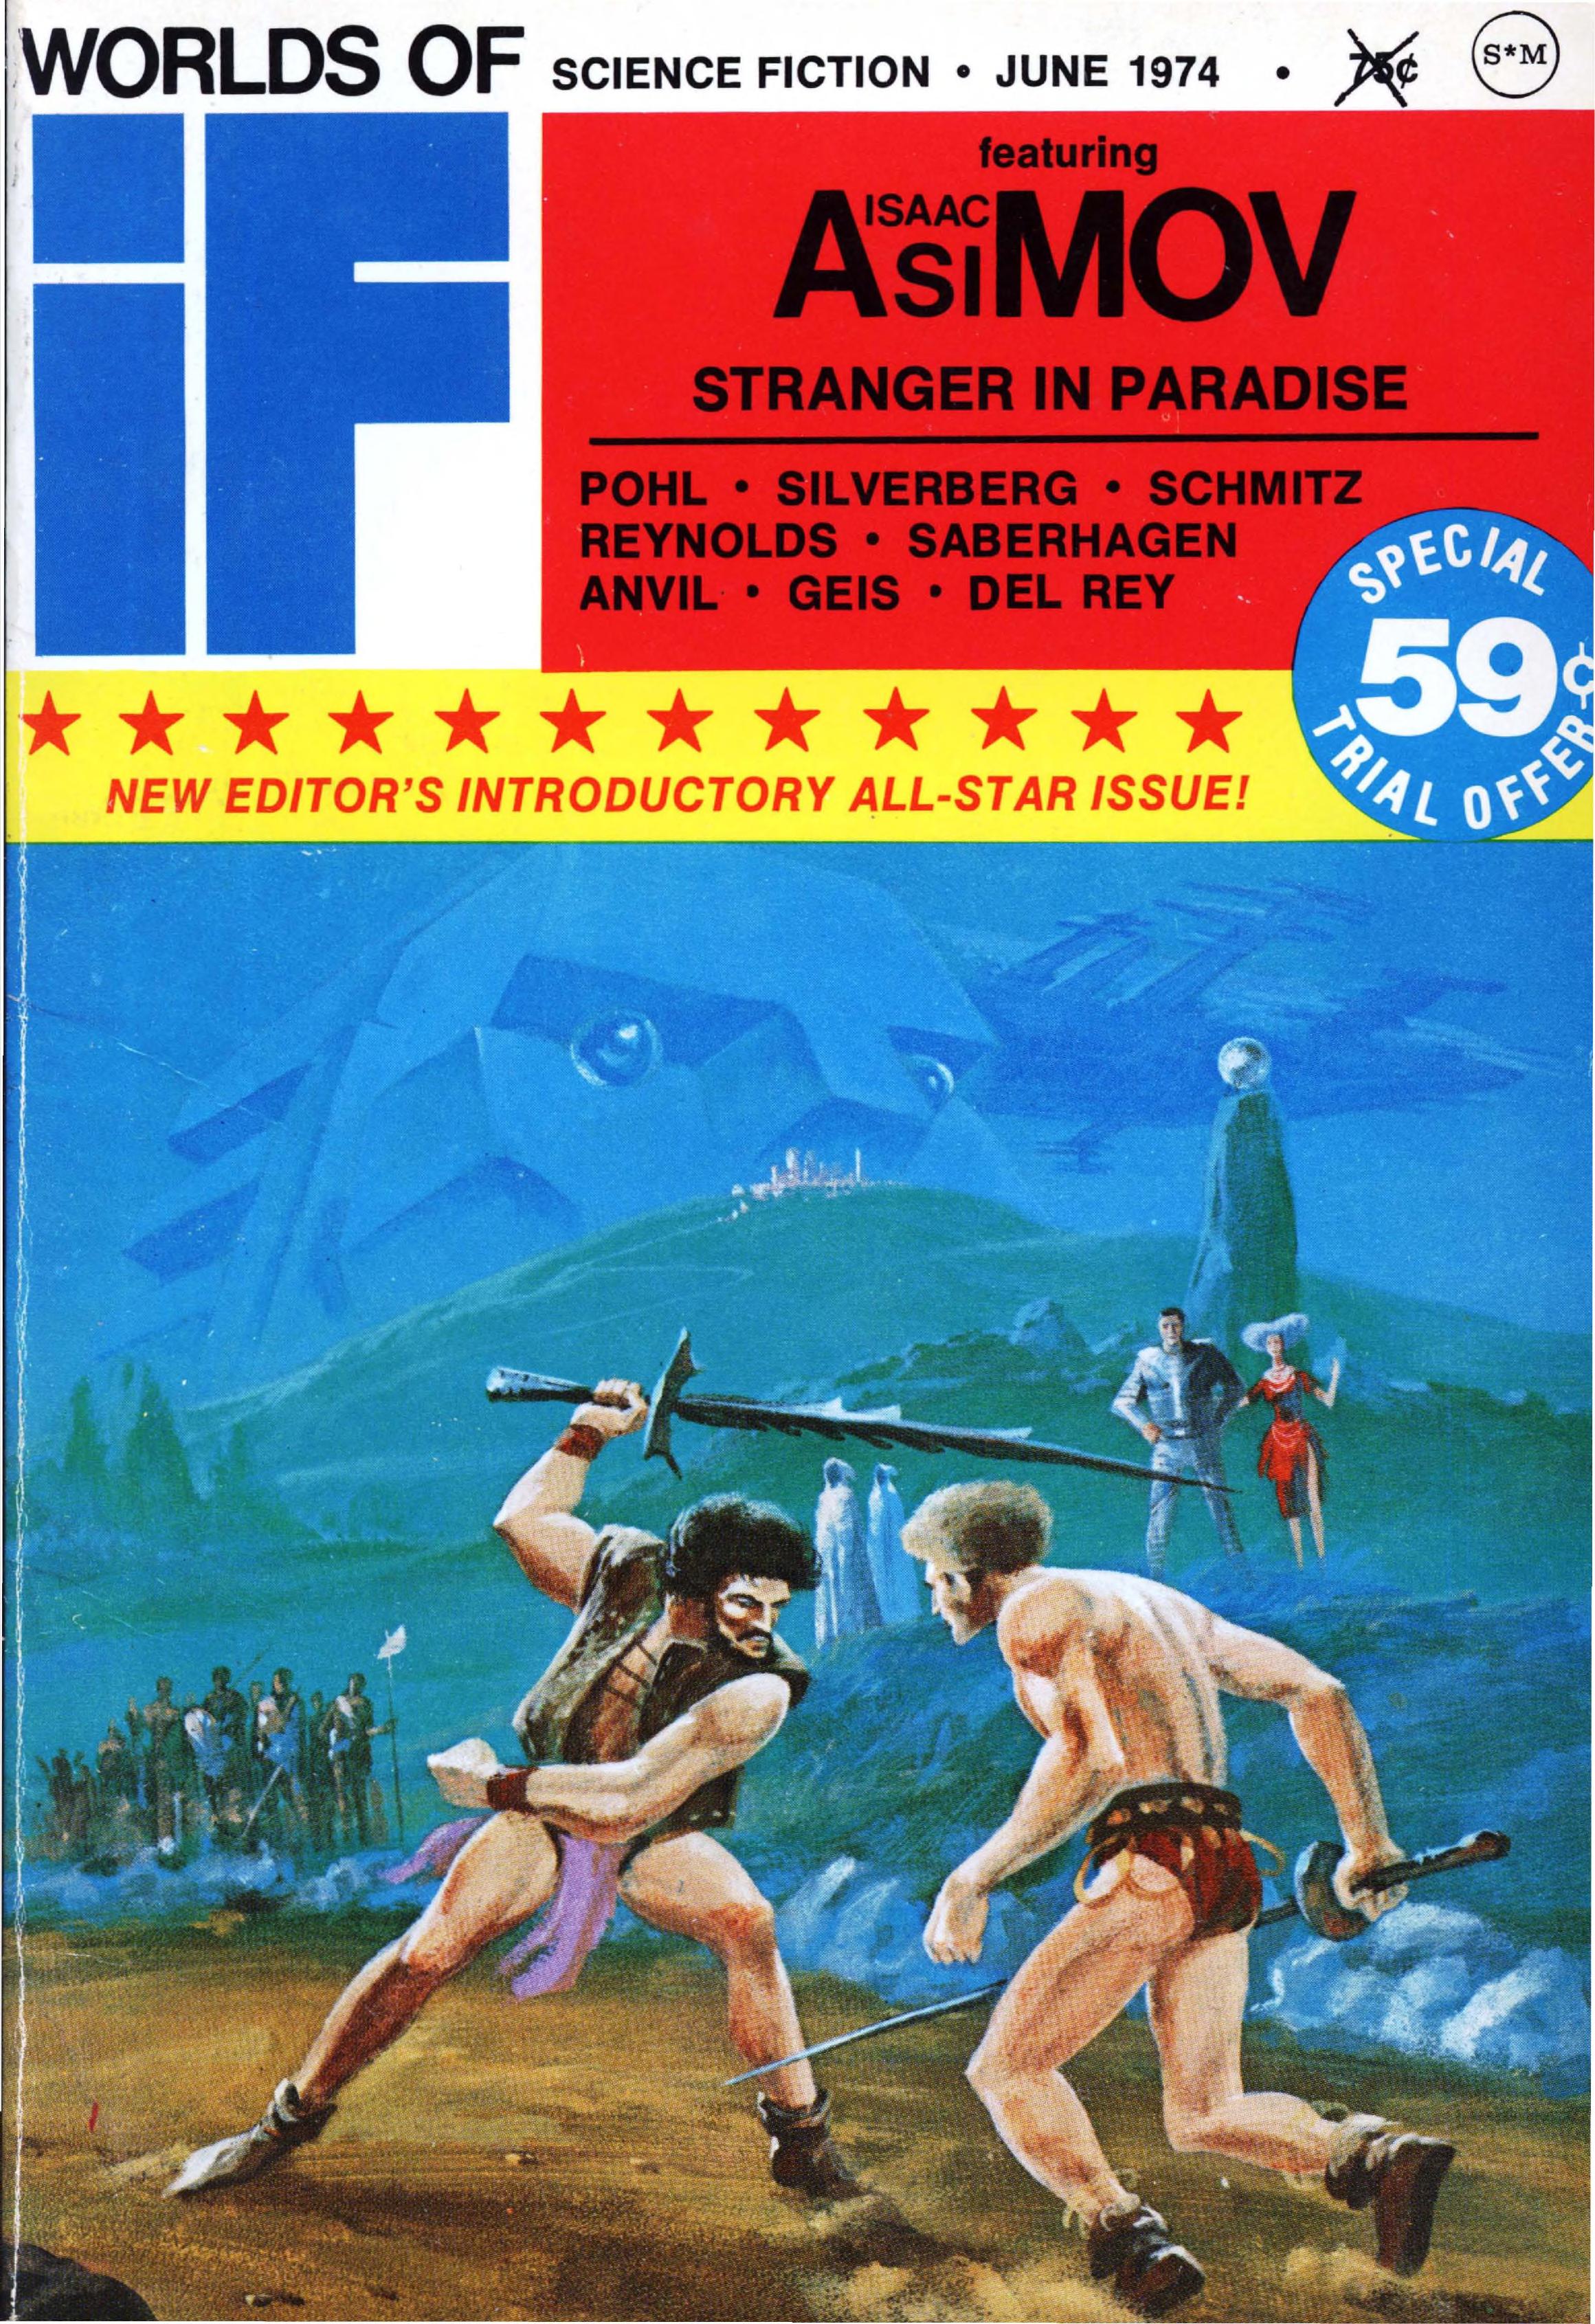 WORLDS OF
SCIENCE FICTION • JUNE 1974 • 75¢
S*M
iF
featuring
ISAAC
ASiMOV
STRANGER IN PARADISE
POHL • SILVERBERG • SCHMITZ
REYNOLDS • SABERHAGEN
ANVIL • GEIS • DEL REY
SPECIAL
59¢
TRIAL OFFER
NEW EDITOR'S INTRODUCTORY ALL-STAR ISSUE!